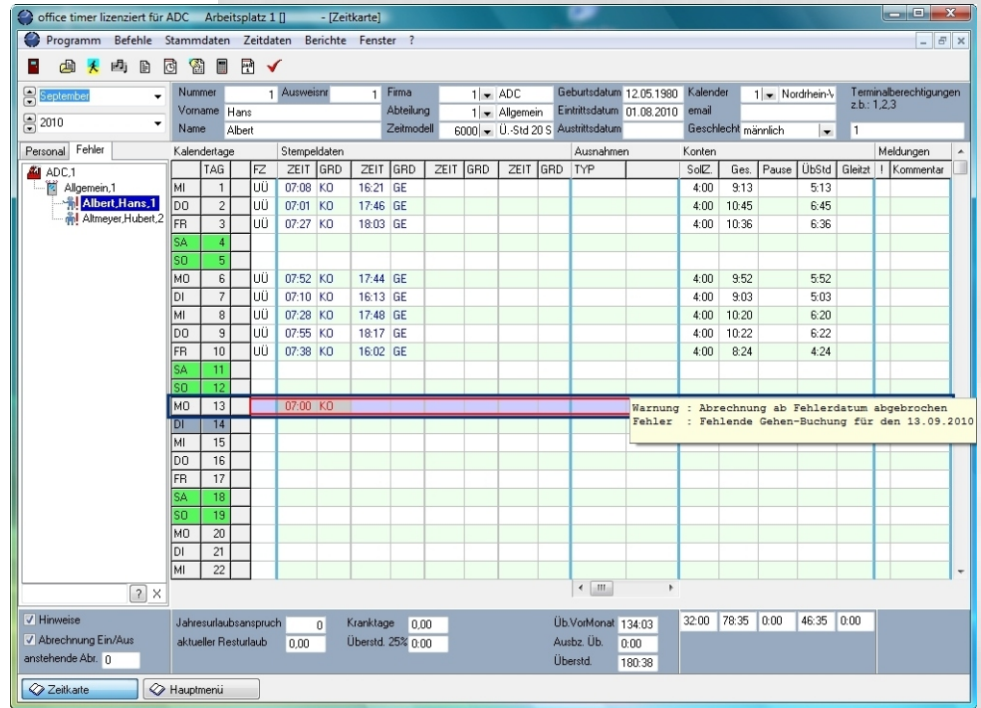 office timer lizenziert für ADC Arbeitsplatz 1 [] - [Zeitkarte]
Programm Befehle Stammdaten Zeitdaten Berichte Fenster ?
September
2010
Nummer 1 Ausweisnr 1 Firma 1 ADC Geburtsdatum 12.05.1980 Kalender 1 Nordrhein-V Terminalberechtigungen
Vorname Hans Abteilung 1 Allgemein Eintrittsdatum 01.08.2010 email z.b.: 1,2,3
Name Albert Zeitmodell 6000 Ü.-Std 20 S Austrittsdatum Geschlecht männlich 1
Personal Fehler
ADC,1
Allgemein,1
Albert,Hans,1
Altmeyer,Hubert,2
Kalendertage Stempeldaten Ausnahmen Konten Meldungen
TAG FZ ZEIT GRD ZEIT GRD ZEIT GRD ZEIT GRD TYP SollZ. Ges. Pause ÜbStd Gleitzt ! Kommentar
MI 1 UÜ 07:08 KO 16:21 GE 4:00 9:13 5:13
DO 2 UÜ 07:01 KO 17:46 GE 4:00 10:45 6:45
FR 3 UÜ 07:27 KO 18:03 GE 4:00 10:36 6:36
SA 4
SO 5
MO 6 UÜ 07:52 KO 17:44 GE 4:00 9:52 5:52
DI 7 UÜ 07:10 KO 16:13 GE 4:00 9:03 5:03
MI 8 UÜ 07:28 KO 17:48 GE 4:00 10:20 6:20
DO 9 UÜ 07:55 KO 18:17 GE 4:00 10:22 6:22
FR 10 UÜ 07:38 KO 16:02 GE 4:00 8:24 4:24
SA 11
SO 12
MO 13 07:00 KO
Warnung : Abrechnung ab Fehlerdatum abgebrochen
Fehler : Fehlende Gehen-Buchung für den 13.09.2010
DI 14
MI 15
DO 16
FR 17
SA 18
SO 19
MO 20
DI 21
MI 22
? X
Hinweise
Abrechnung Ein/Aus
anstehende Abr. 0
Jahresurlaubsanspruch 0 Kranktage 0,00 Üb.VorMonat 134:03 32:00 78:35 0:00 46:35 0:00
aktueller Resturlaub 0,00 Überstd. 25% 0:00 Ausbz. Üb. 0:00
Überstd. 180:38
Zeitkarte Hauptmenü